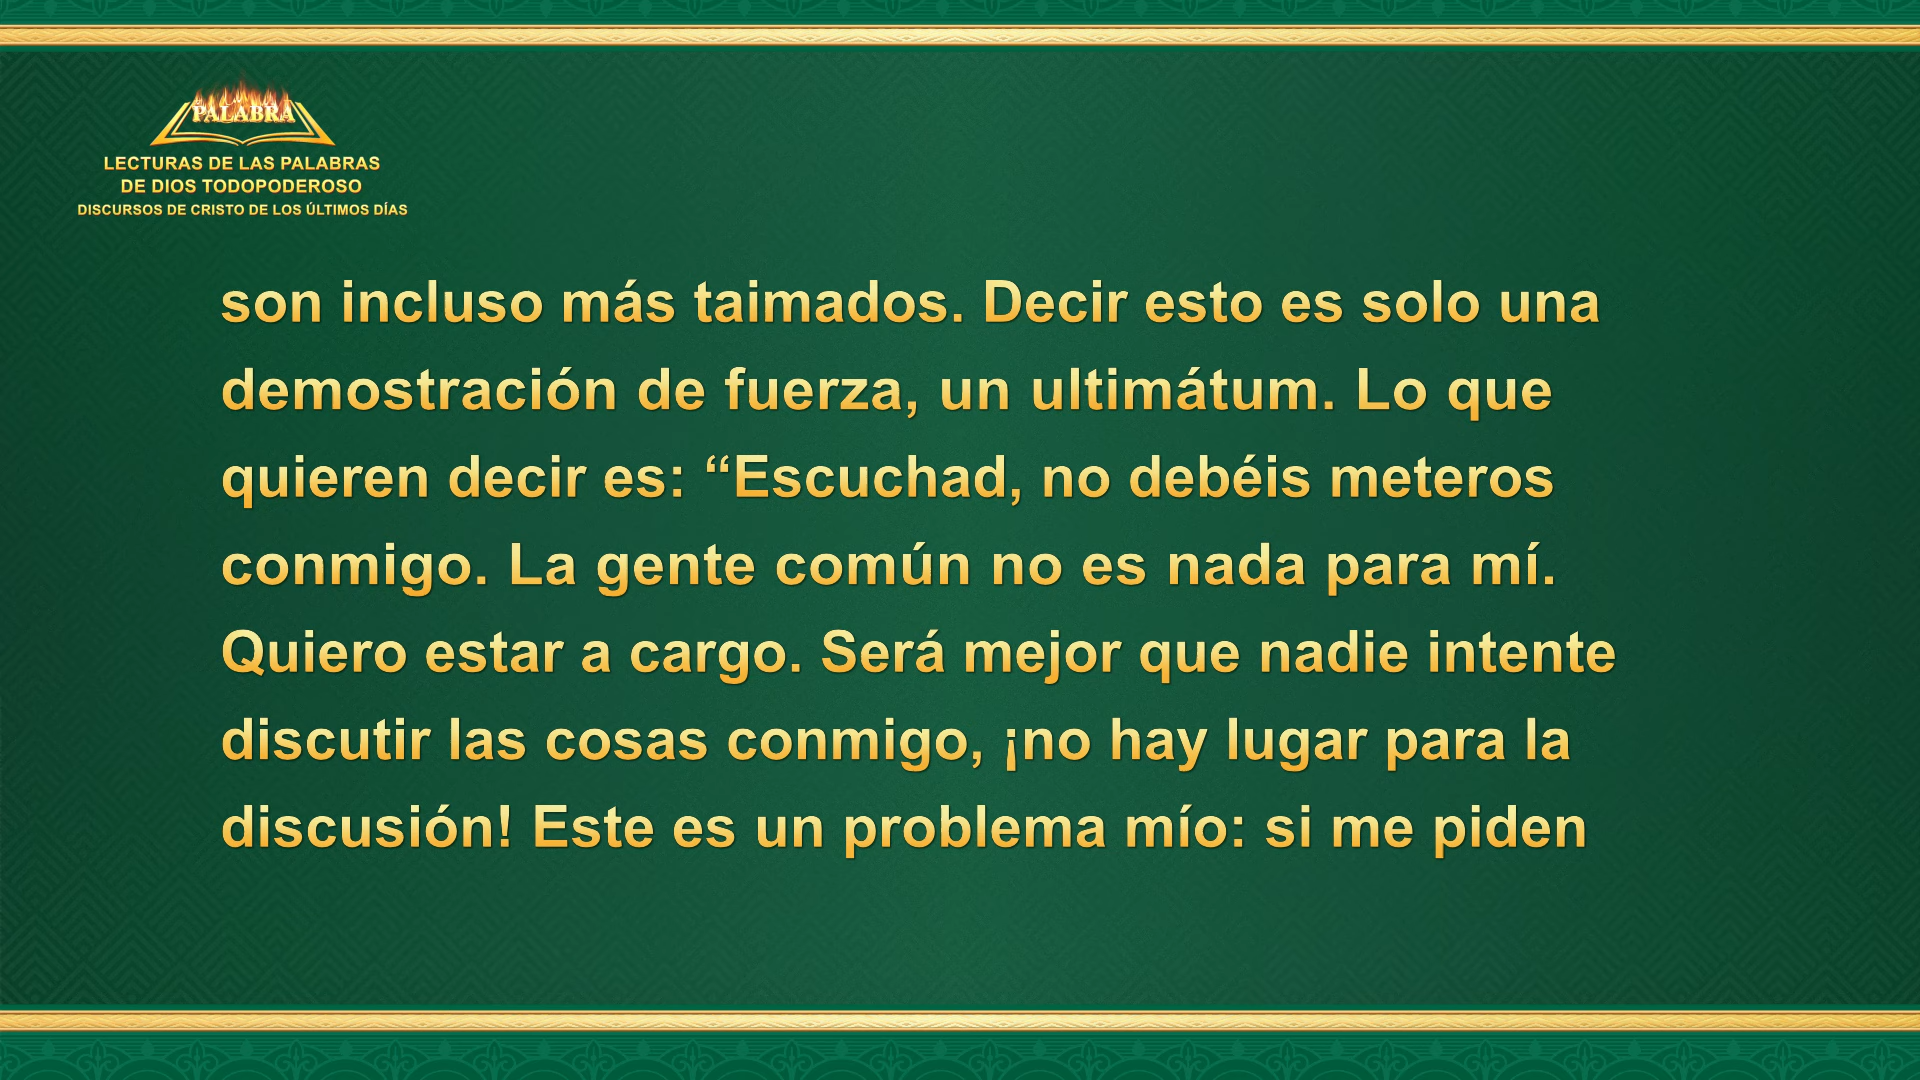 PALABRA
LECTURAS DE LAS PALABRAS
DE DIOS TODOPODEROSO
DISCURSOS DE CRISTO DE LOS ÚLTIMOS DÍAS
son incluso más taimados. Decir esto es solo una
demostración de fuerza, un ultimátum. Lo que
quieren decir es: “Escuchad, no debéis meteros
conmigo. La gente común no es nada para mí.
Quiero estar a cargo. Será mejor que nadie intente
discutir las cosas conmigo, ¡no hay lugar para la
discusión! Este es un problema mío: si me piden